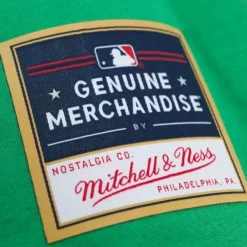 GENUINE
MERCHANDISE
BY
NOSTALGIA CO.
Mitchell & Ness
PHILADELPHIA, PA.